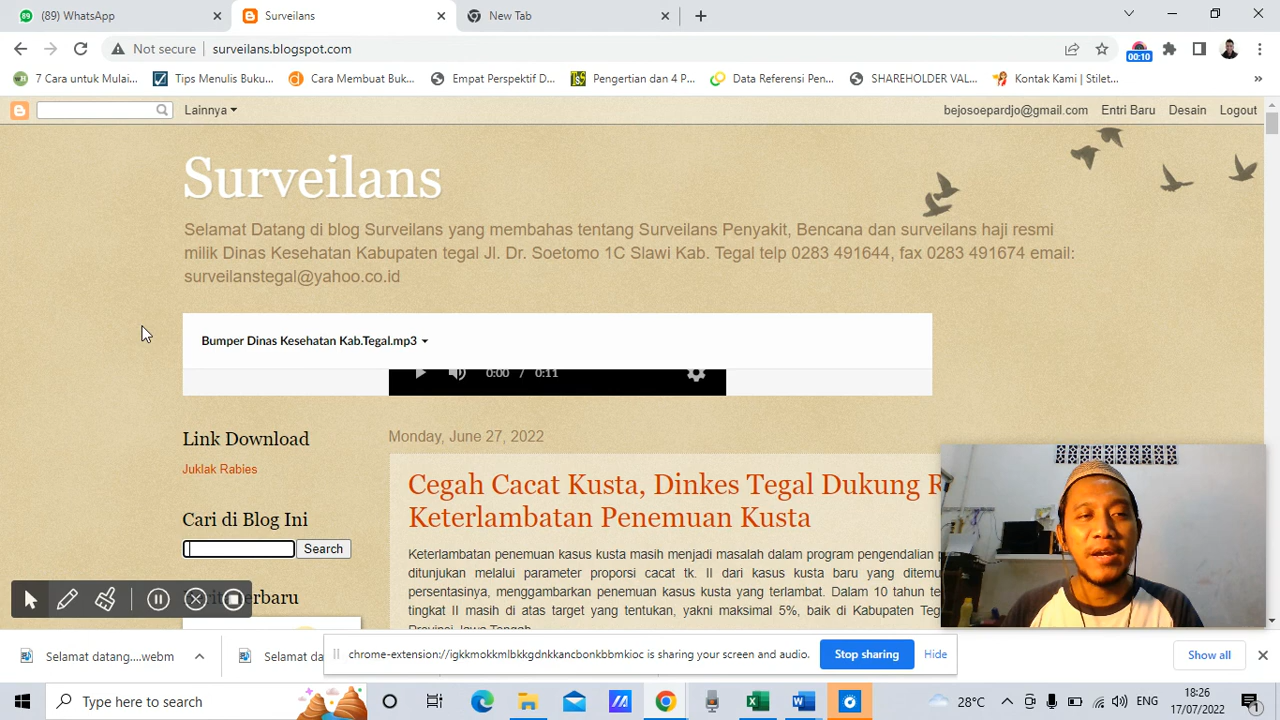 (89) WhatsApp
Surveilans
New Tab
Not secure
surveilans.blogspot.com
00:10
7 Cara untuk Mulai...
Tips Menulis Buku...
Cara Membuat Buk...
Empat Perspektif D...
Pengertian dan 4 P...
Data Referensi Pen...
SHAREHOLDER VAL...
Kontak Kami | Stilet...
Lainnya
bejosoepardjo@gmail.com
Entri Baru
Desain
Logout
Surveilans
Selamat Datang di blog Surveilans yang membahas tentang Surveilans Penyakit, Bencana dan surveilans haji resmi
milik Dinas Kesehatan Kabupaten tegal Jl. Dr. Soetomo 1C Slawi Kab. Tegal telp 0283 491644, fax 0283 491674 email:
surveilanstegal@yahoo.co.id
Bumper Dinas Kesehatan Kab.Tegal.mp3
0:00 / 0:11
Link Download
Juklak Rabies
Cari di Blog Ini
Search
Monday, June 27, 2022
Cegah Cacat Kusta, Dinkes Tegal Dukung R
Keterlambatan Penemuan Kusta
Keterlambatan penemuan kasus kusta masih menjadi masalah dalam program pengendalian
ditunjukan melalui parameter proporsi cacat tk. II dari kasus kusta baru yang ditemu
persentasinya, menggambarkan penemuan kasus kusta yang terlambat. Dalam 10 tahun te
tingkat II masih di atas target yang tentukan, yakni maksimal 5%, baik di Kabupaten Teg
Provinsi Jawa Tengah
Terbaru
Selamat datang....webm
Selamat da
chrome-extension://igkkmokkmlbkkgdnkkancbonkbbmkioc is sharing your screen and audio.
Stop sharing
Hide
Show all
Type here to search
28°C
ENG
18:26
17/07/2022